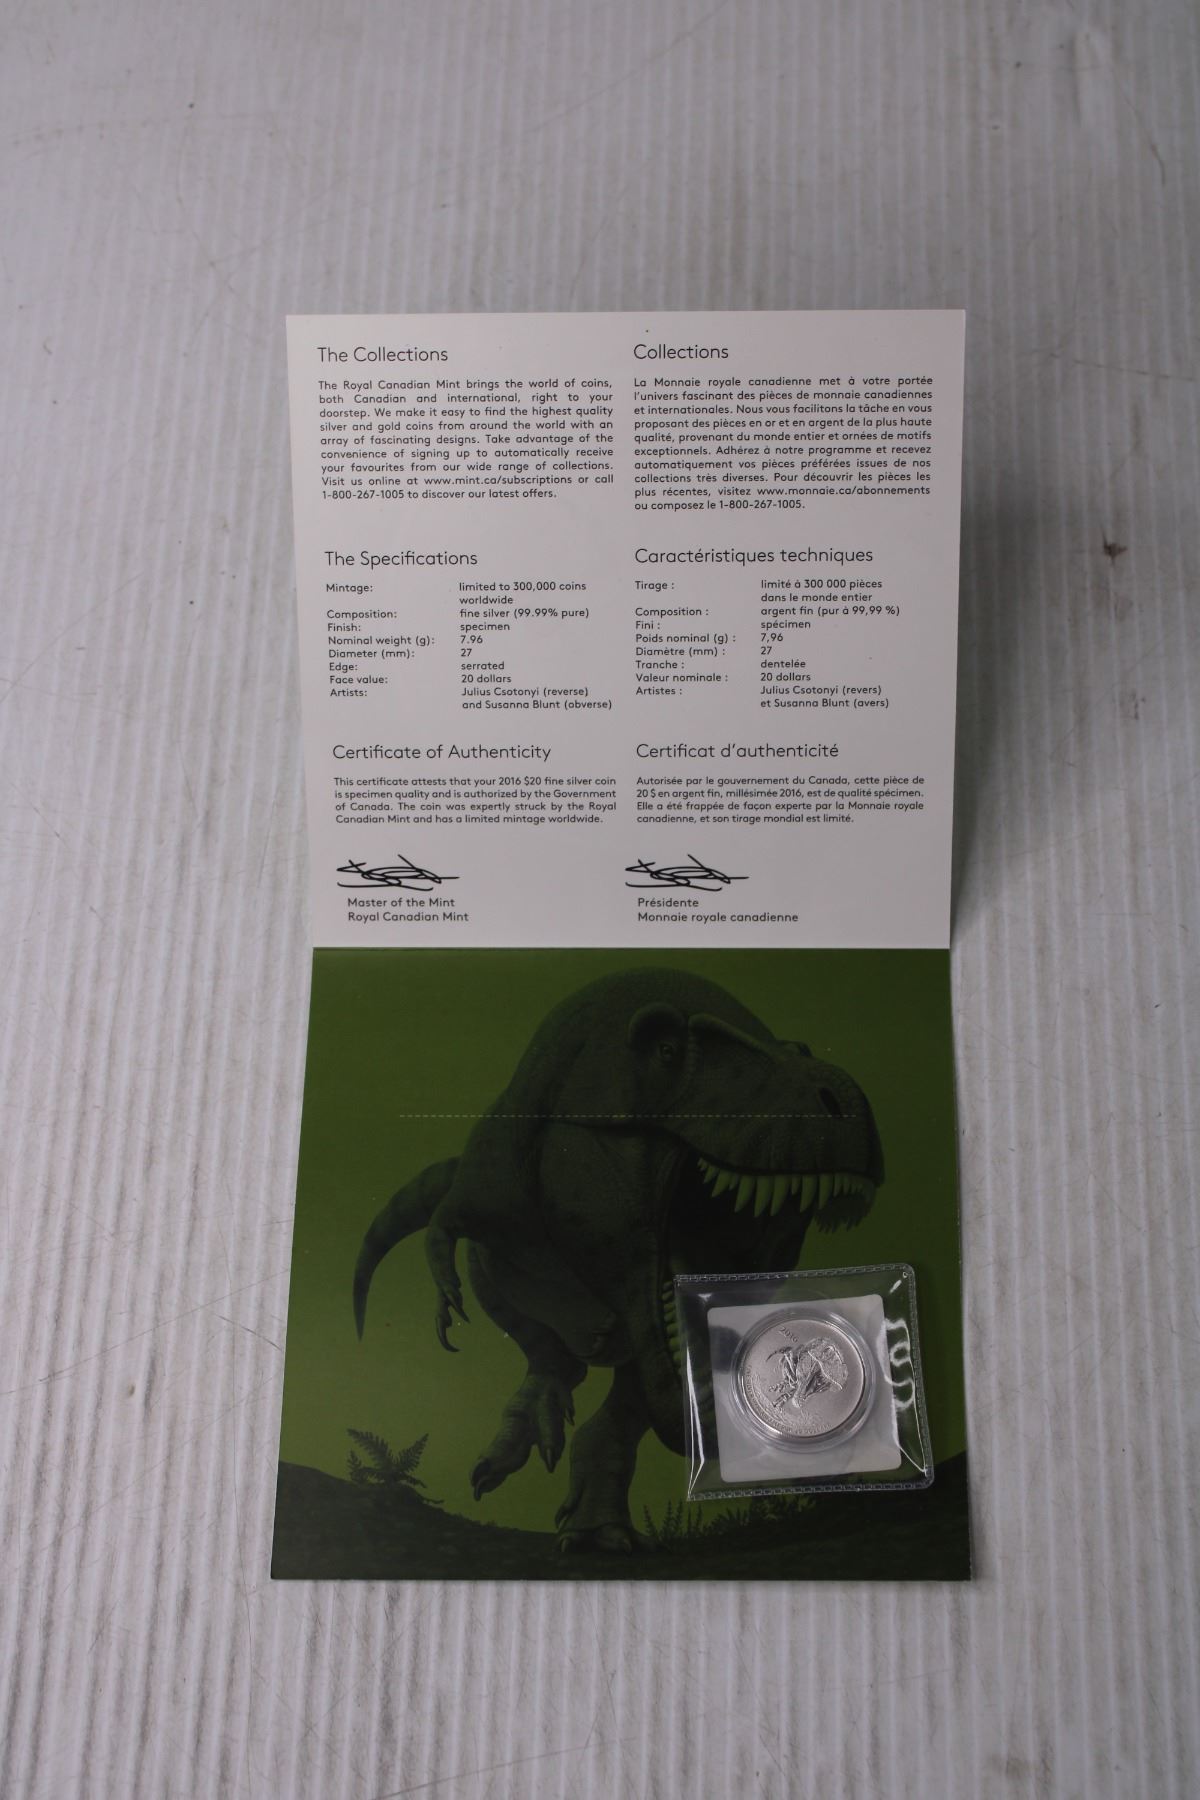 The Collections
The Royal Canadian Mint brings the world of coins,
both Canadian and international, right to your
doorstep. We make it easy to find the highest quality
silver and gold coins from around the world with an
array of fascinating designs. Take advantage of the
convenience of signing up to automatically receive
your favourites from our wide range of collections.
Visit us online at www.mint.ca/subscriptions or call
1-800-267-1005 to discover our latest offers.
The Specifications
Mintage: limited to 300,000 coins
worldwide
Composition: fine silver (99.99% pure)
Finish: specimen
Nominal weight (g): 7.96
Diameter (mm): 27
Edge: serrated
Face value: 20 dollars
Artists: Julius Csotonyi (reverse)
and Susanna Blunt (obverse)
Certificate of Authenticity
This certificate attests that your 2016 $20 fine silver coin
is specimen quality and is authorized by the Government
of Canada. The coin was expertly struck by the Royal
Canadian Mint and has a limited mintage worldwide.
Master of the Mint
Royal Canadian Mint
Collections
La Monnaie royale canadienne met à votre portée
l'univers fascinant des pièces de monnaie canadiennes
et internationales. Nous vous facilitons la tâche en vous
proposant des pièces en or et en argent de la plus haute
qualité, provenant du monde entier et ornées de motifs
exceptionnels. Adhérez à notre programme et recevez
automatiquement vos pièces préférées issues de nos
collections très diverses. Pour découvrir les pièces les
plus récentes, visitez www.monnaie.ca/abonnements
ou composez le 1-800-267-1005.
Caractéristiques techniques
Tirage : limité à 300 000 pièces
dans le monde entier
Composition : argent fin (pur à 99,99 %)
Fini : spécimen
Poids nominal (g) : 7,96
Diamètre (mm) : 27
Tranche : dentelée
Valeur nominale : 20 dollars
Artistes : Julius Csotonyi (revers)
et Susanna Blunt (avers)
Certificat d'authenticité
Autorisée par le gouvernement du Canada, cette pièce de
20 $ en argent fin, millésimée 2016, est de qualité spécimen.
Elle a été frappée de façon experte par la Monnaie royale
canadienne, et son tirage mondial est limité.
Présidente
Monnaie royale canadienne
2016